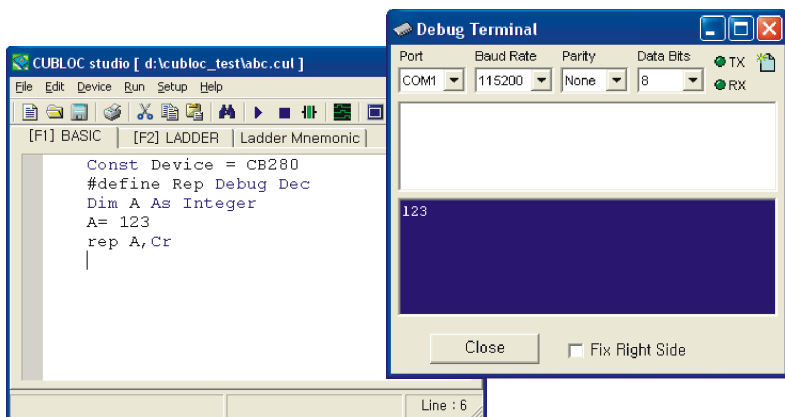 CUBLOC studio [ d:\cubloc_test\abc.cul ]
File Edit Device Run Setup Help
[F1] BASIC [F2] LADDER Ladder Mnemonic
Const Device = CB280
#define Rep Debug Dec
Dim A As Integer
A= 123
rep A,Cr
Line : 6
Debug Terminal
Port Baud Rate Parity Data Bits
TX
COM1 115200 None 8
RX
123
Close Fix Right Side